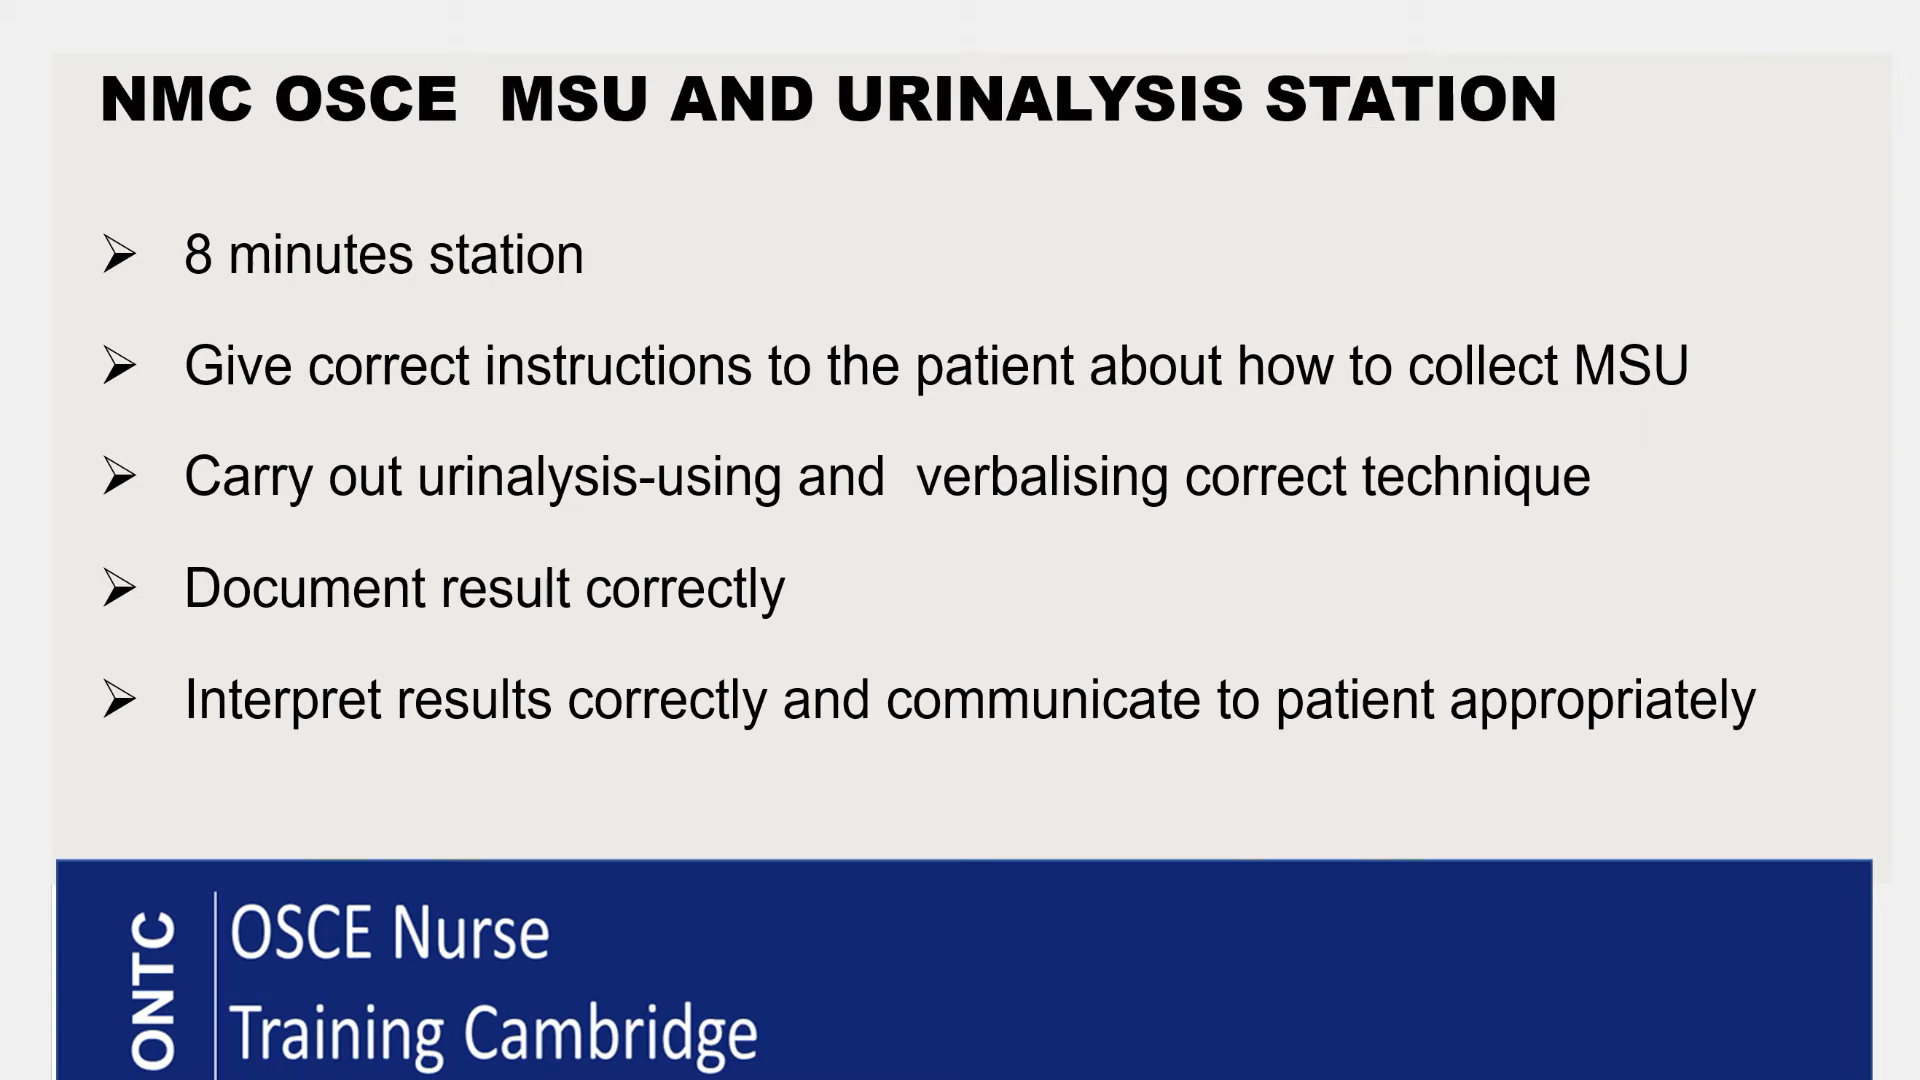 NMC OSCE  MSU AND URINALYSIS STATION
➢ 8 minutes station
➢ Give correct instructions to the patient about how to collect MSU
➢ Carry out urinalysis-using and  verbalising correct technique
➢ Document result correctly
➢ Interpret results correctly and communicate to patient appropriately
ONTC
OSCE Nurse
Training Cambridge